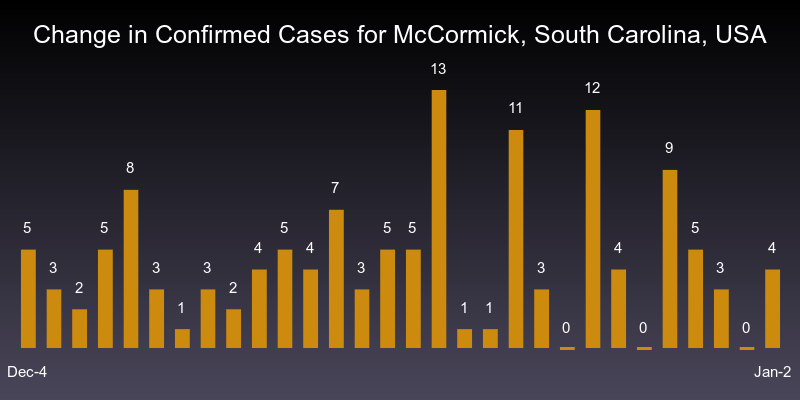 Change in Confirmed Cases for McCormick, South Carolina, USA
5 3 2 5 8 3 1 3 2 4 5 4 7 3 5 5 13 1 1 11 3 0 12 4 0 9 5 3 0 4
Dec-4 Jan-2